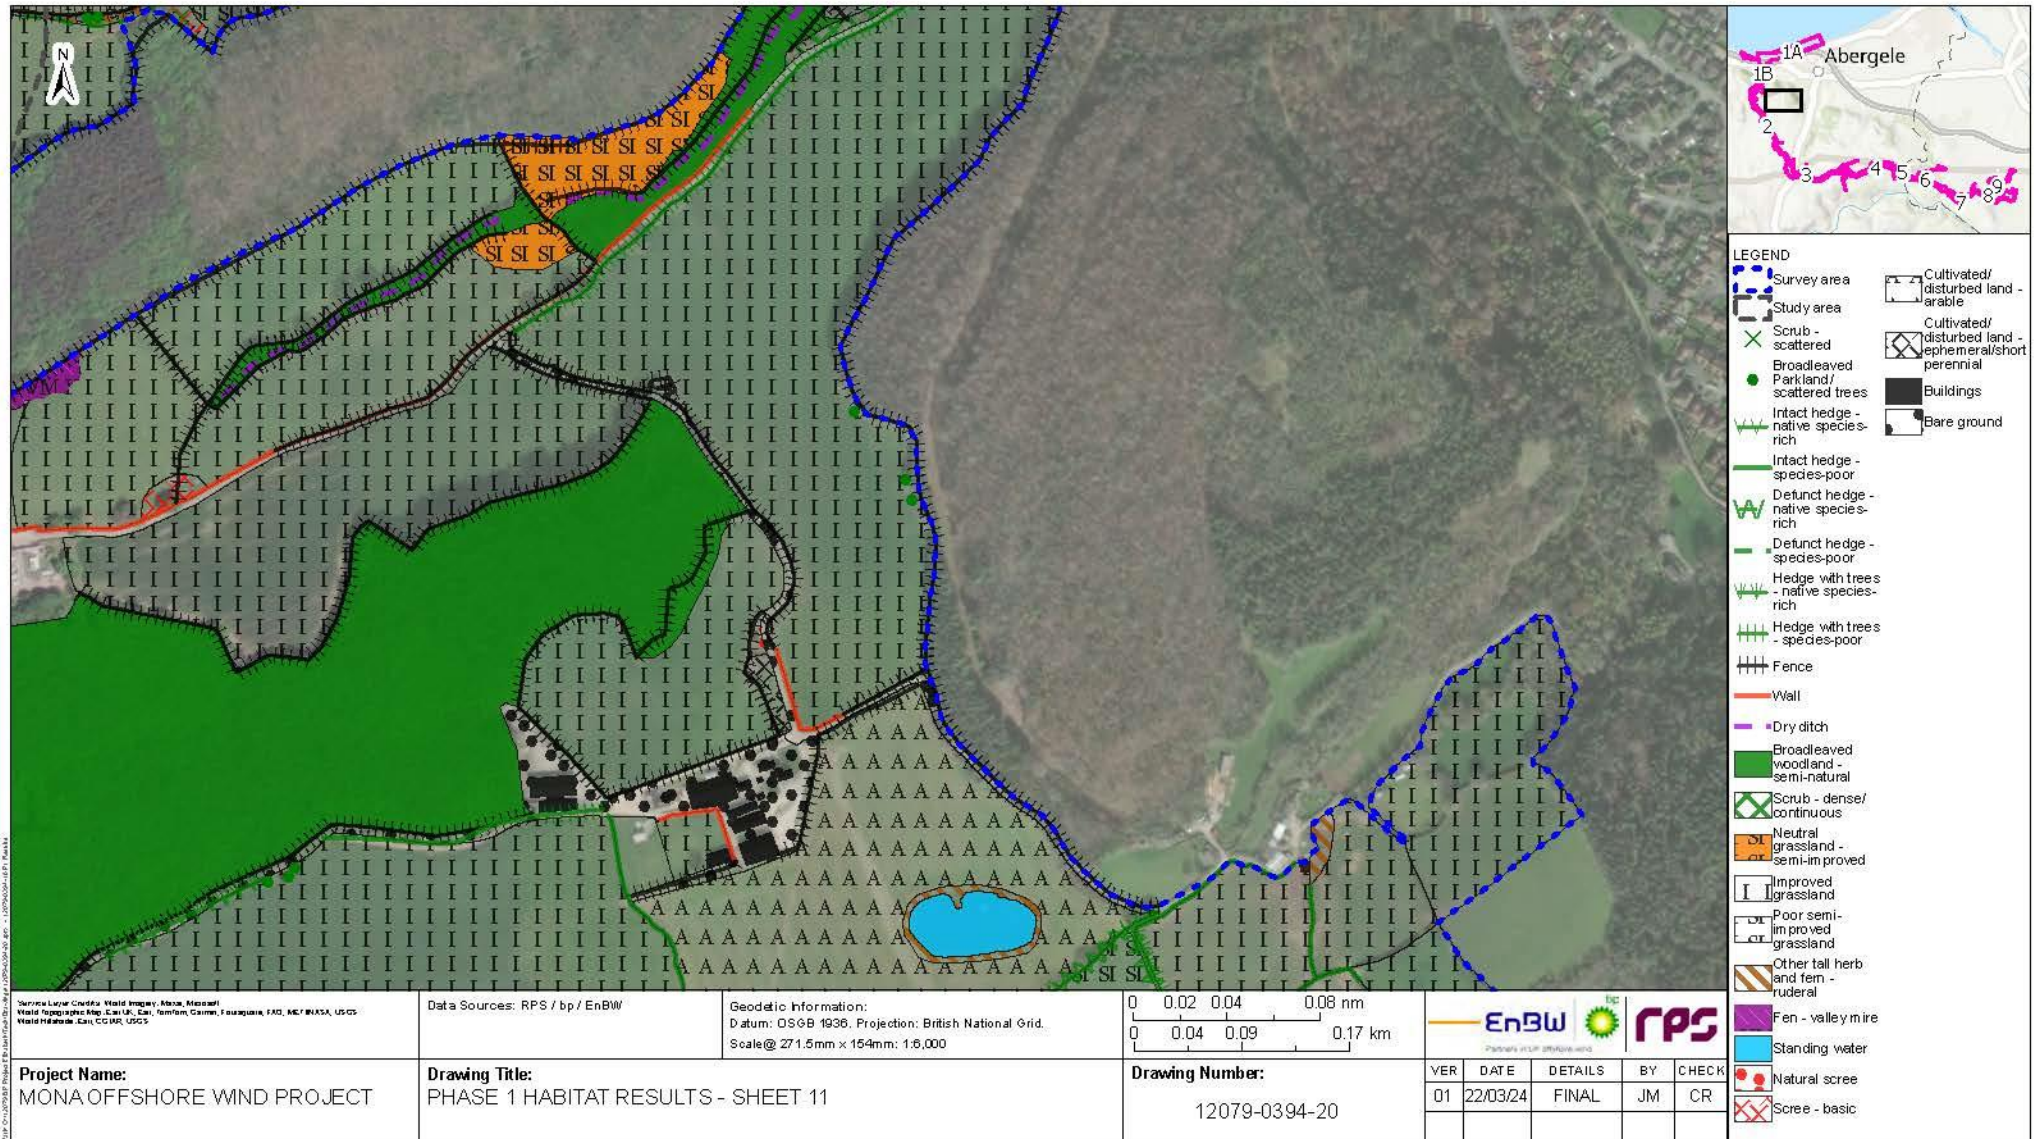 N
1A
Abergele
1B
2
3
4
5
6
7
8
9
LEGEND
Survey area
Study area
Scrub -
scattered
Broadleaved
Parkland/
scattered trees
Intact hedge -
native species-
rich
Intact hedge -
species-poor
Defunct hedge -
native species-
rich
Defunct hedge -
species-poor
Hedge with trees
- native species-
rich
Hedge with trees
- species-poor
Fence
Wall
Dry ditch
Broadleaved
woodland -
semi-natural
Scrub - dense/
continuous
Neutral
grassland -
semi-improved
Improved
grassland
Poor semi-
improved
grassland
Other tall herb
and fern -
ruderal
Fen - valley mire
Standing water
Natural scree
Scree - basic
Cultivated/
disturbed land -
arable
Cultivated/
disturbed land -
ephemeral/short
perennial
Buildings
Bare ground
Service Layer Credits: World Imagery: Maxar, Microsoft
Data Sources: RPS / bp / EnBW
Geodetic Information:
Datum: OSGB 1936. Projection: British National Grid.
Scale@ 271.5mm x 154mm: 1:6,000
0 0.02 0.04 0.08 nm
0 0.04 0.09 0.17 km
EnBW
bp
rps
Project Name:
MONA OFFSHORE WIND PROJECT
Drawing Title:
PHASE 1 HABITAT RESULTS - SHEET 11
Drawing Number:
12079-0394-20
VER DATE DETAILS BY CHECK
01 22/03/24 FINAL JM CR